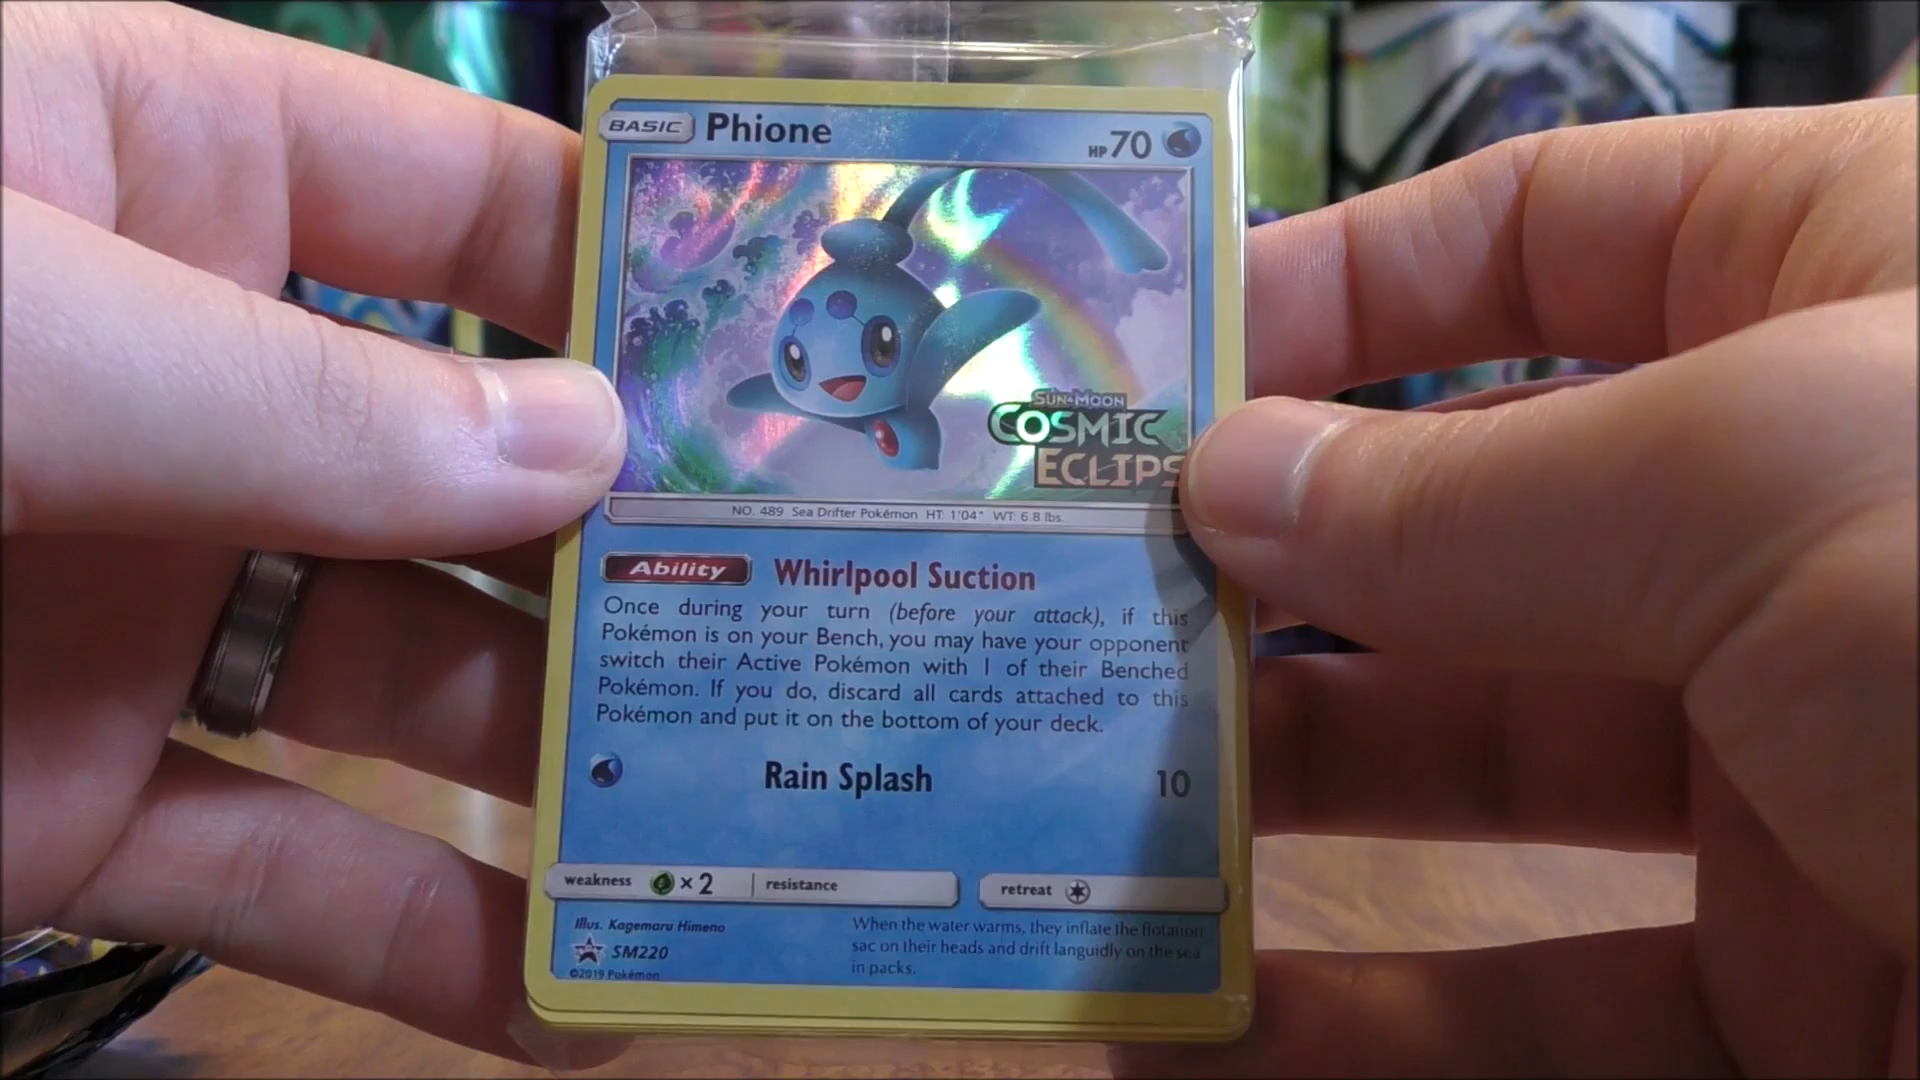 BASIC Phione HP 70
SUN & MOON
COSMIC
ECLIPS
NO. 489 Sea Drifter Pokémon HT: 1'04" WT: 6.8 lbs.
Ability Whirlpool Suction
Once during your turn (before your attack), if this
Pokémon is on your Bench, you may have your opponent
switch their Active Pokémon with 1 of their Benched
Pokémon. If you do, discard all cards attached to this
Pokémon and put it on the bottom of your deck.
Rain Splash 10
weakness ×2 resistance retreat
Illus. Kagemaru Himeno
SM220
©2019 Pokémon
When the water warms, they inflate the flotation
sac on their heads and drift languidly on the sea
in packs.